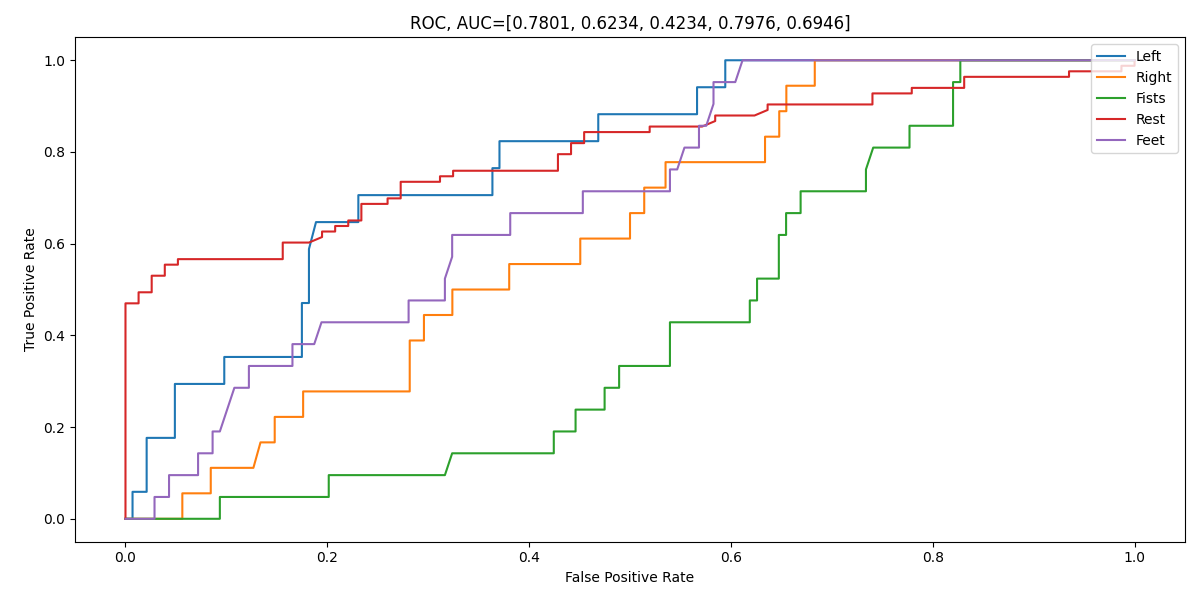 ROC, AUC=[0.7801, 0.6234, 0.4234, 0.7976, 0.6946]
Left
Right
Fists
Rest
Feet
True Positive Rate
1.0
0.8
0.6
0.4
0.2
0.0
0.0 0.2 0.4 0.6 0.8 1.0
False Positive Rate